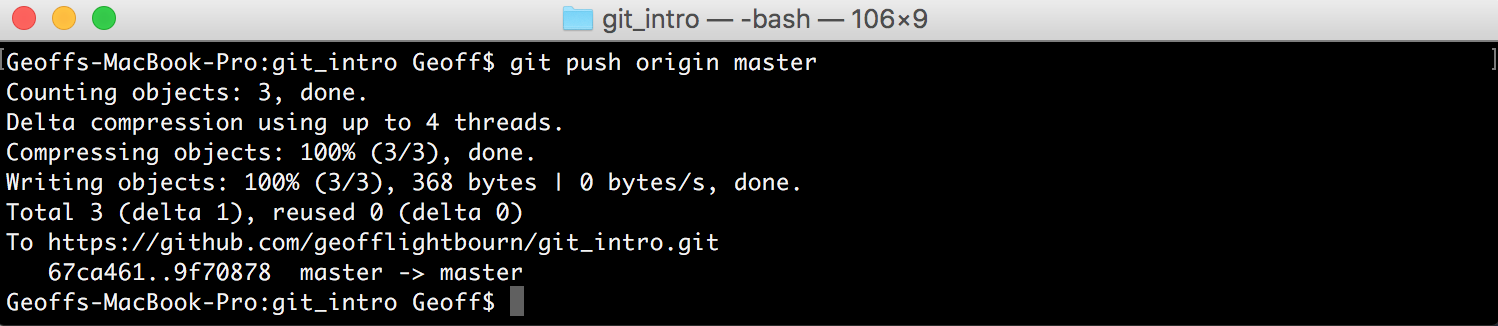 git_intro — -bash — 106×9
Geoffs-MacBook-Pro:git_intro Geoff$ git push origin master
Counting objects: 3, done.
Delta compression using up to 4 threads.
Compressing objects: 100% (3/3), done.
Writing objects: 100% (3/3), 368 bytes | 0 bytes/s, done.
Total 3 (delta 1), reused 0 (delta 0)
To https://github.com/geofflightbourn/git_intro.git
   67ca461..9f70878  master -> master
Geoffs-MacBook-Pro:git_intro Geoff$